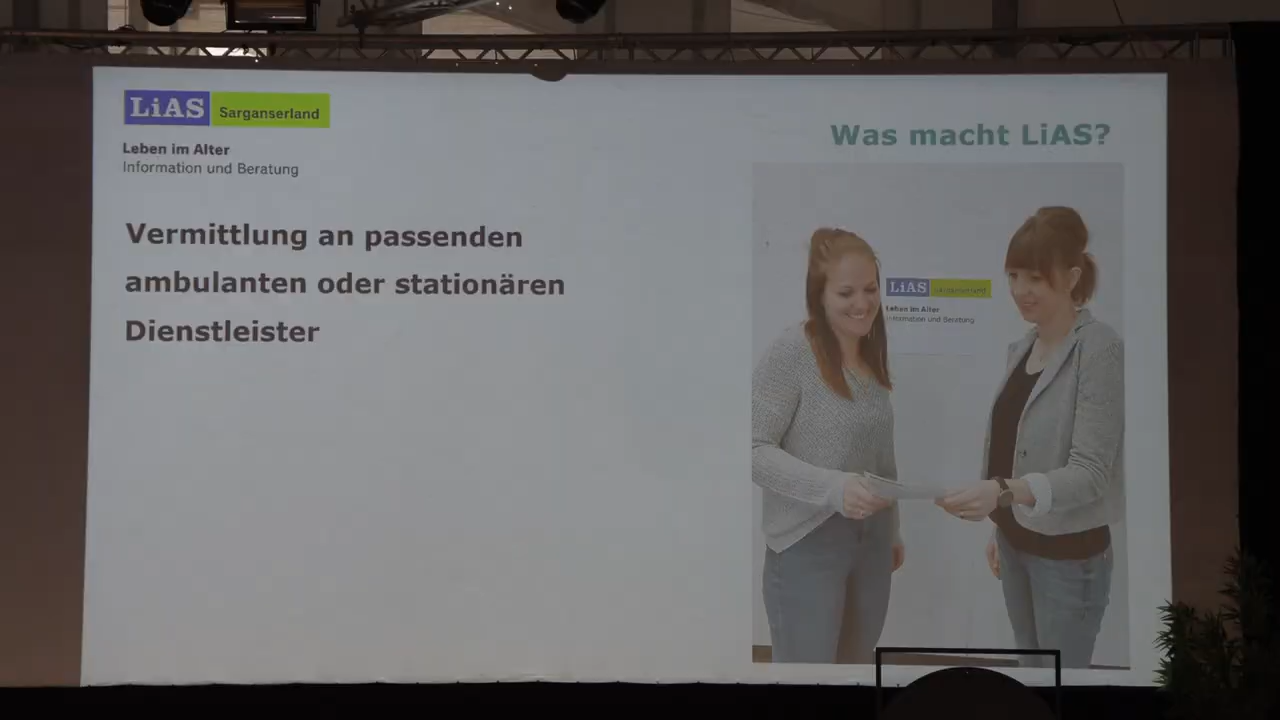 LiAS Sarganserland
Leben im Alter
Information und Beratung
Was macht LiAS?
Vermittlung an passenden
ambulanten oder stationären
Dienstleister
LiAS Sarganserland
Leben im Alter
Information und Beratung